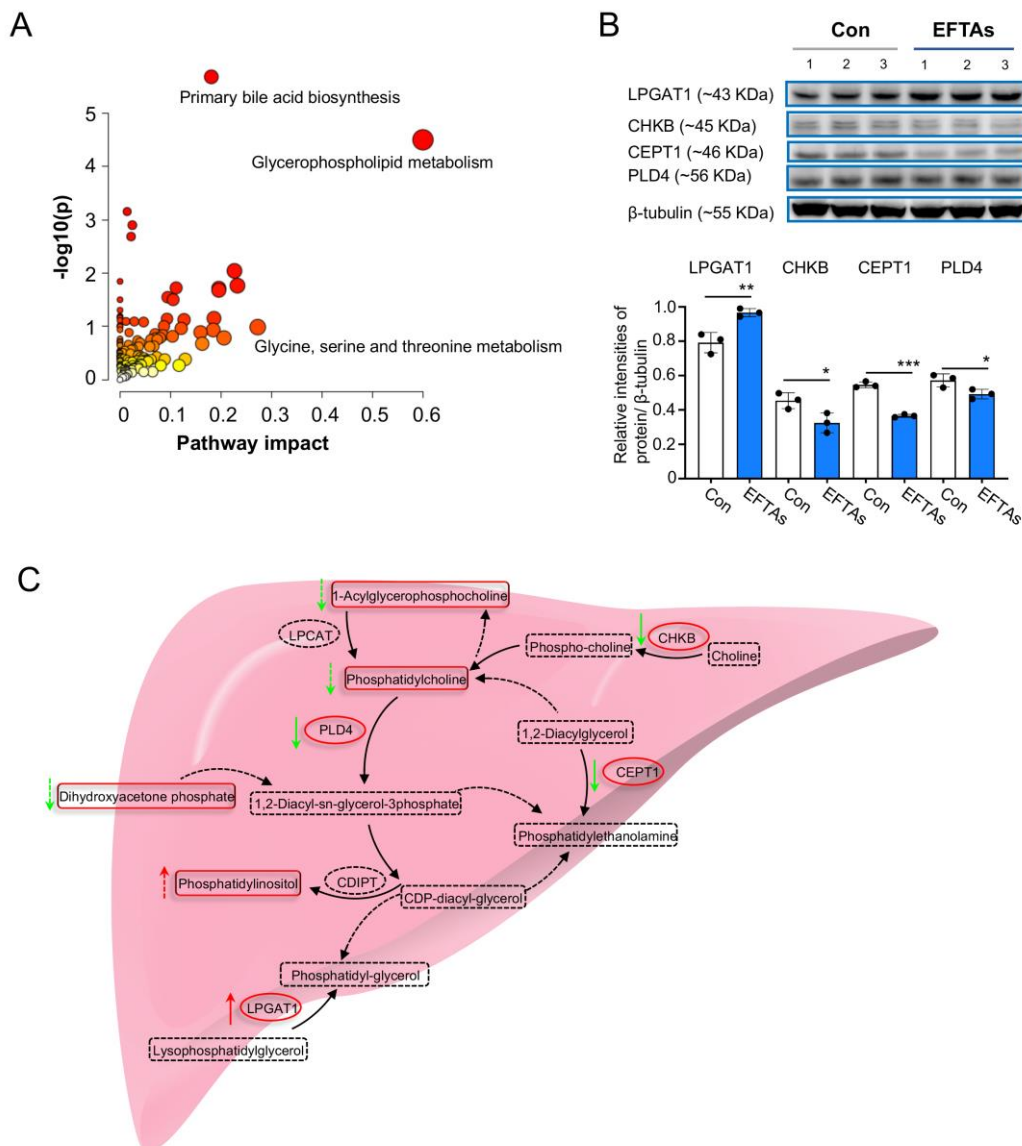 A
Primary bile acid biosynthesis
Glycerophospholipid metabolism
Glycine, serine and threonine metabolism
-log10(p)
5
4
3
2
1
0
0 0.1 0.2 0.3 0.4 0.5 0.6
Pathway impact
B
Con EFTAs
1 2 3 1 2 3
LPGAT1 (~43 KDa)
CHKB (~45 KDa)
CEPT1 (~46 KDa)
PLD4 (~56 KDa)
β-tubulin (~55 KDa)
LPGAT1 CHKB CEPT1 PLD4
** * *** *
Relative intensities of
protein/ β-tubulin
1.0
0.8
0.6
0.4
0.2
0
Con EFTAs Con EFTAs Con EFTAs Con EFTAs
C
1-Acylglycerophosphocholine
LPCAT
Phospho-choline
CHKB
Choline
Phosphatidylcholine
PLD4
1,2-Diacylglycerol
CEPT1
Dihydroxyacetone phosphate
1,2-Diacyl-sn-glycerol-3phosphate
Phosphatidylethanolamine
Phosphatidylinositol
CDIPT
CDP-diacyl-glycerol
Phosphatidyl-glycerol
LPGAT1
Lysophosphatidylglycerol